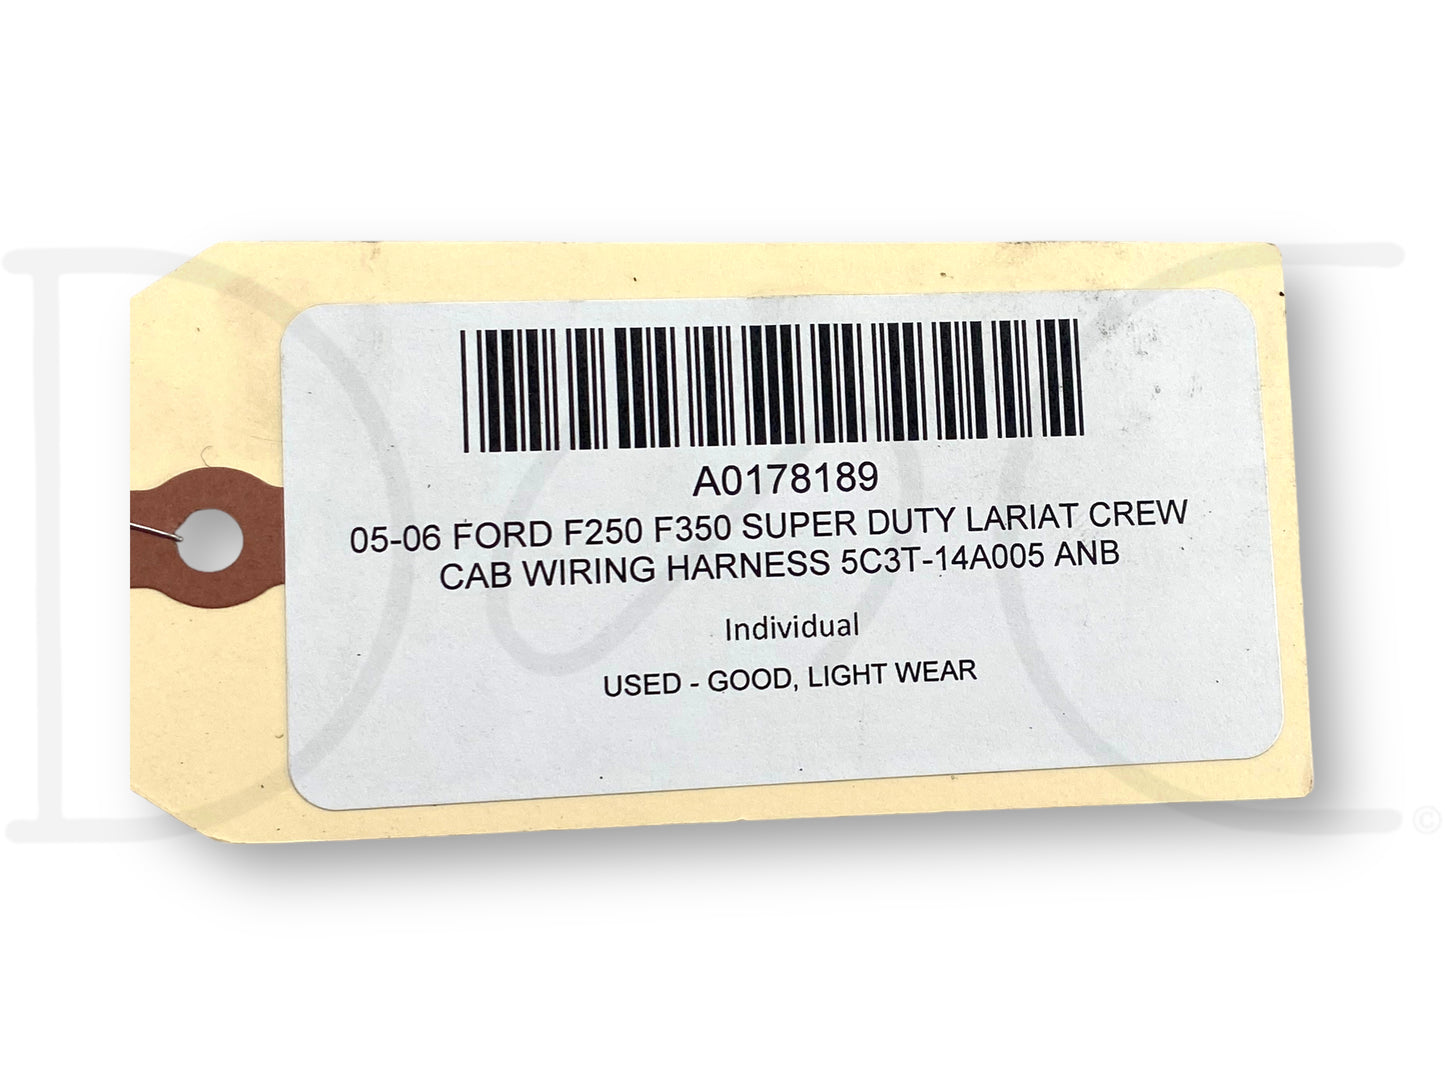 A0178189
05-06 FORD F250 F350 SUPER DUTY LARIAT CREW
CAB WIRING HARNESS 5C3T-14A005 ANB
Individual
USED - GOOD, LIGHT WEAR
©